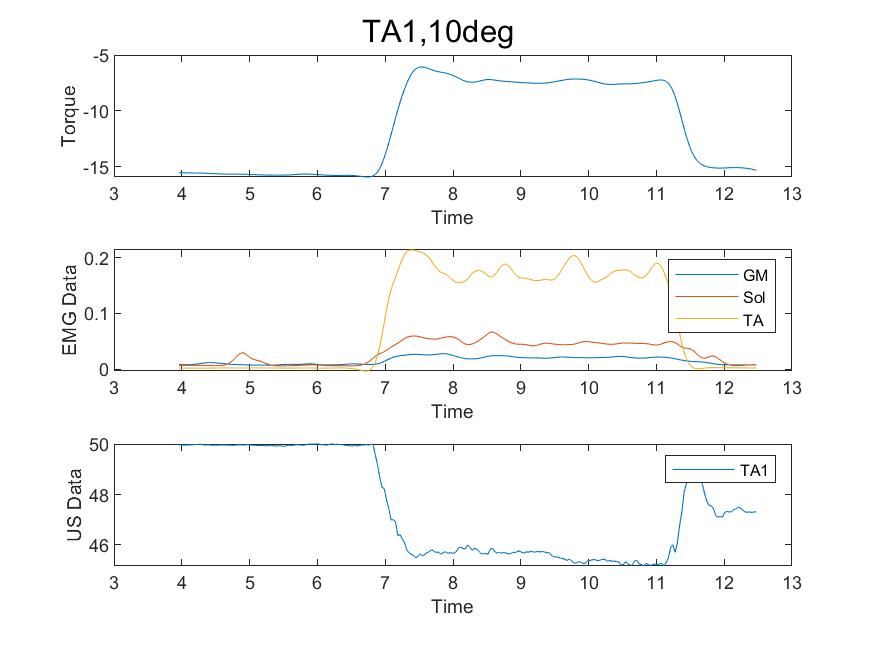 TA1,10deg
-5
-10
-15
Torque
3 4 5 6 7 8 9 10 11 12 13
Time
0.2
0.1
0
EMG Data
GM
Sol
TA
3 4 5 6 7 8 9 10 11 12 13
Time
50
48
46
US Data
TA1
3 4 5 6 7 8 9 10 11 12 13
Time